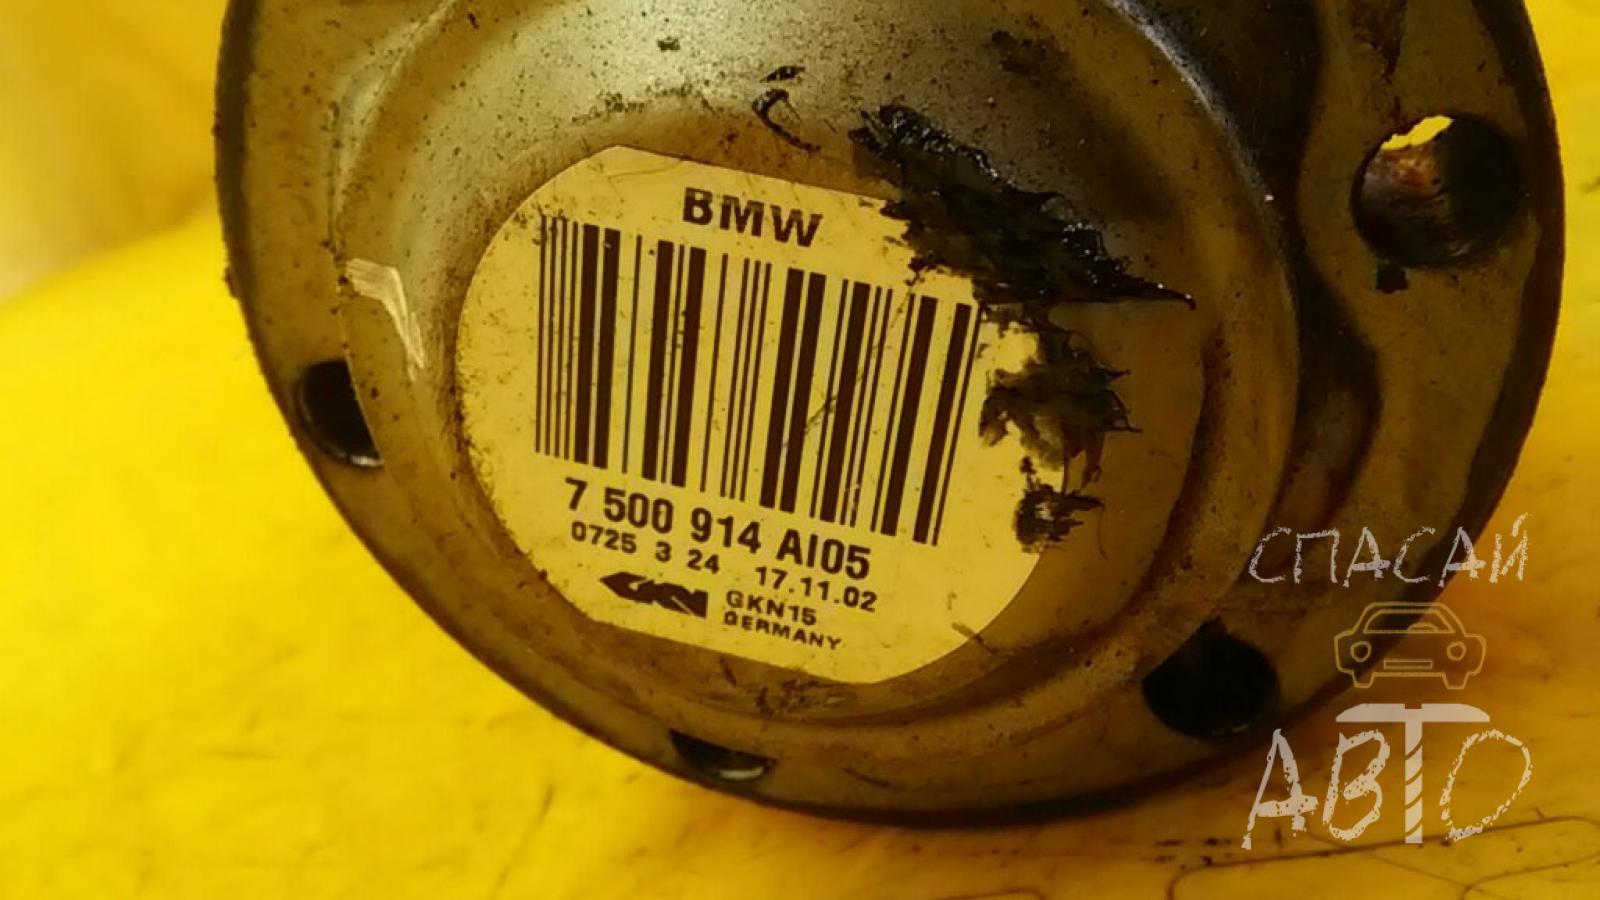 BMW
7 500 914 AI05
0725 3 24 17.11.02
GKN
GKN15
GERMANY
СПАСАЙ
АВТО